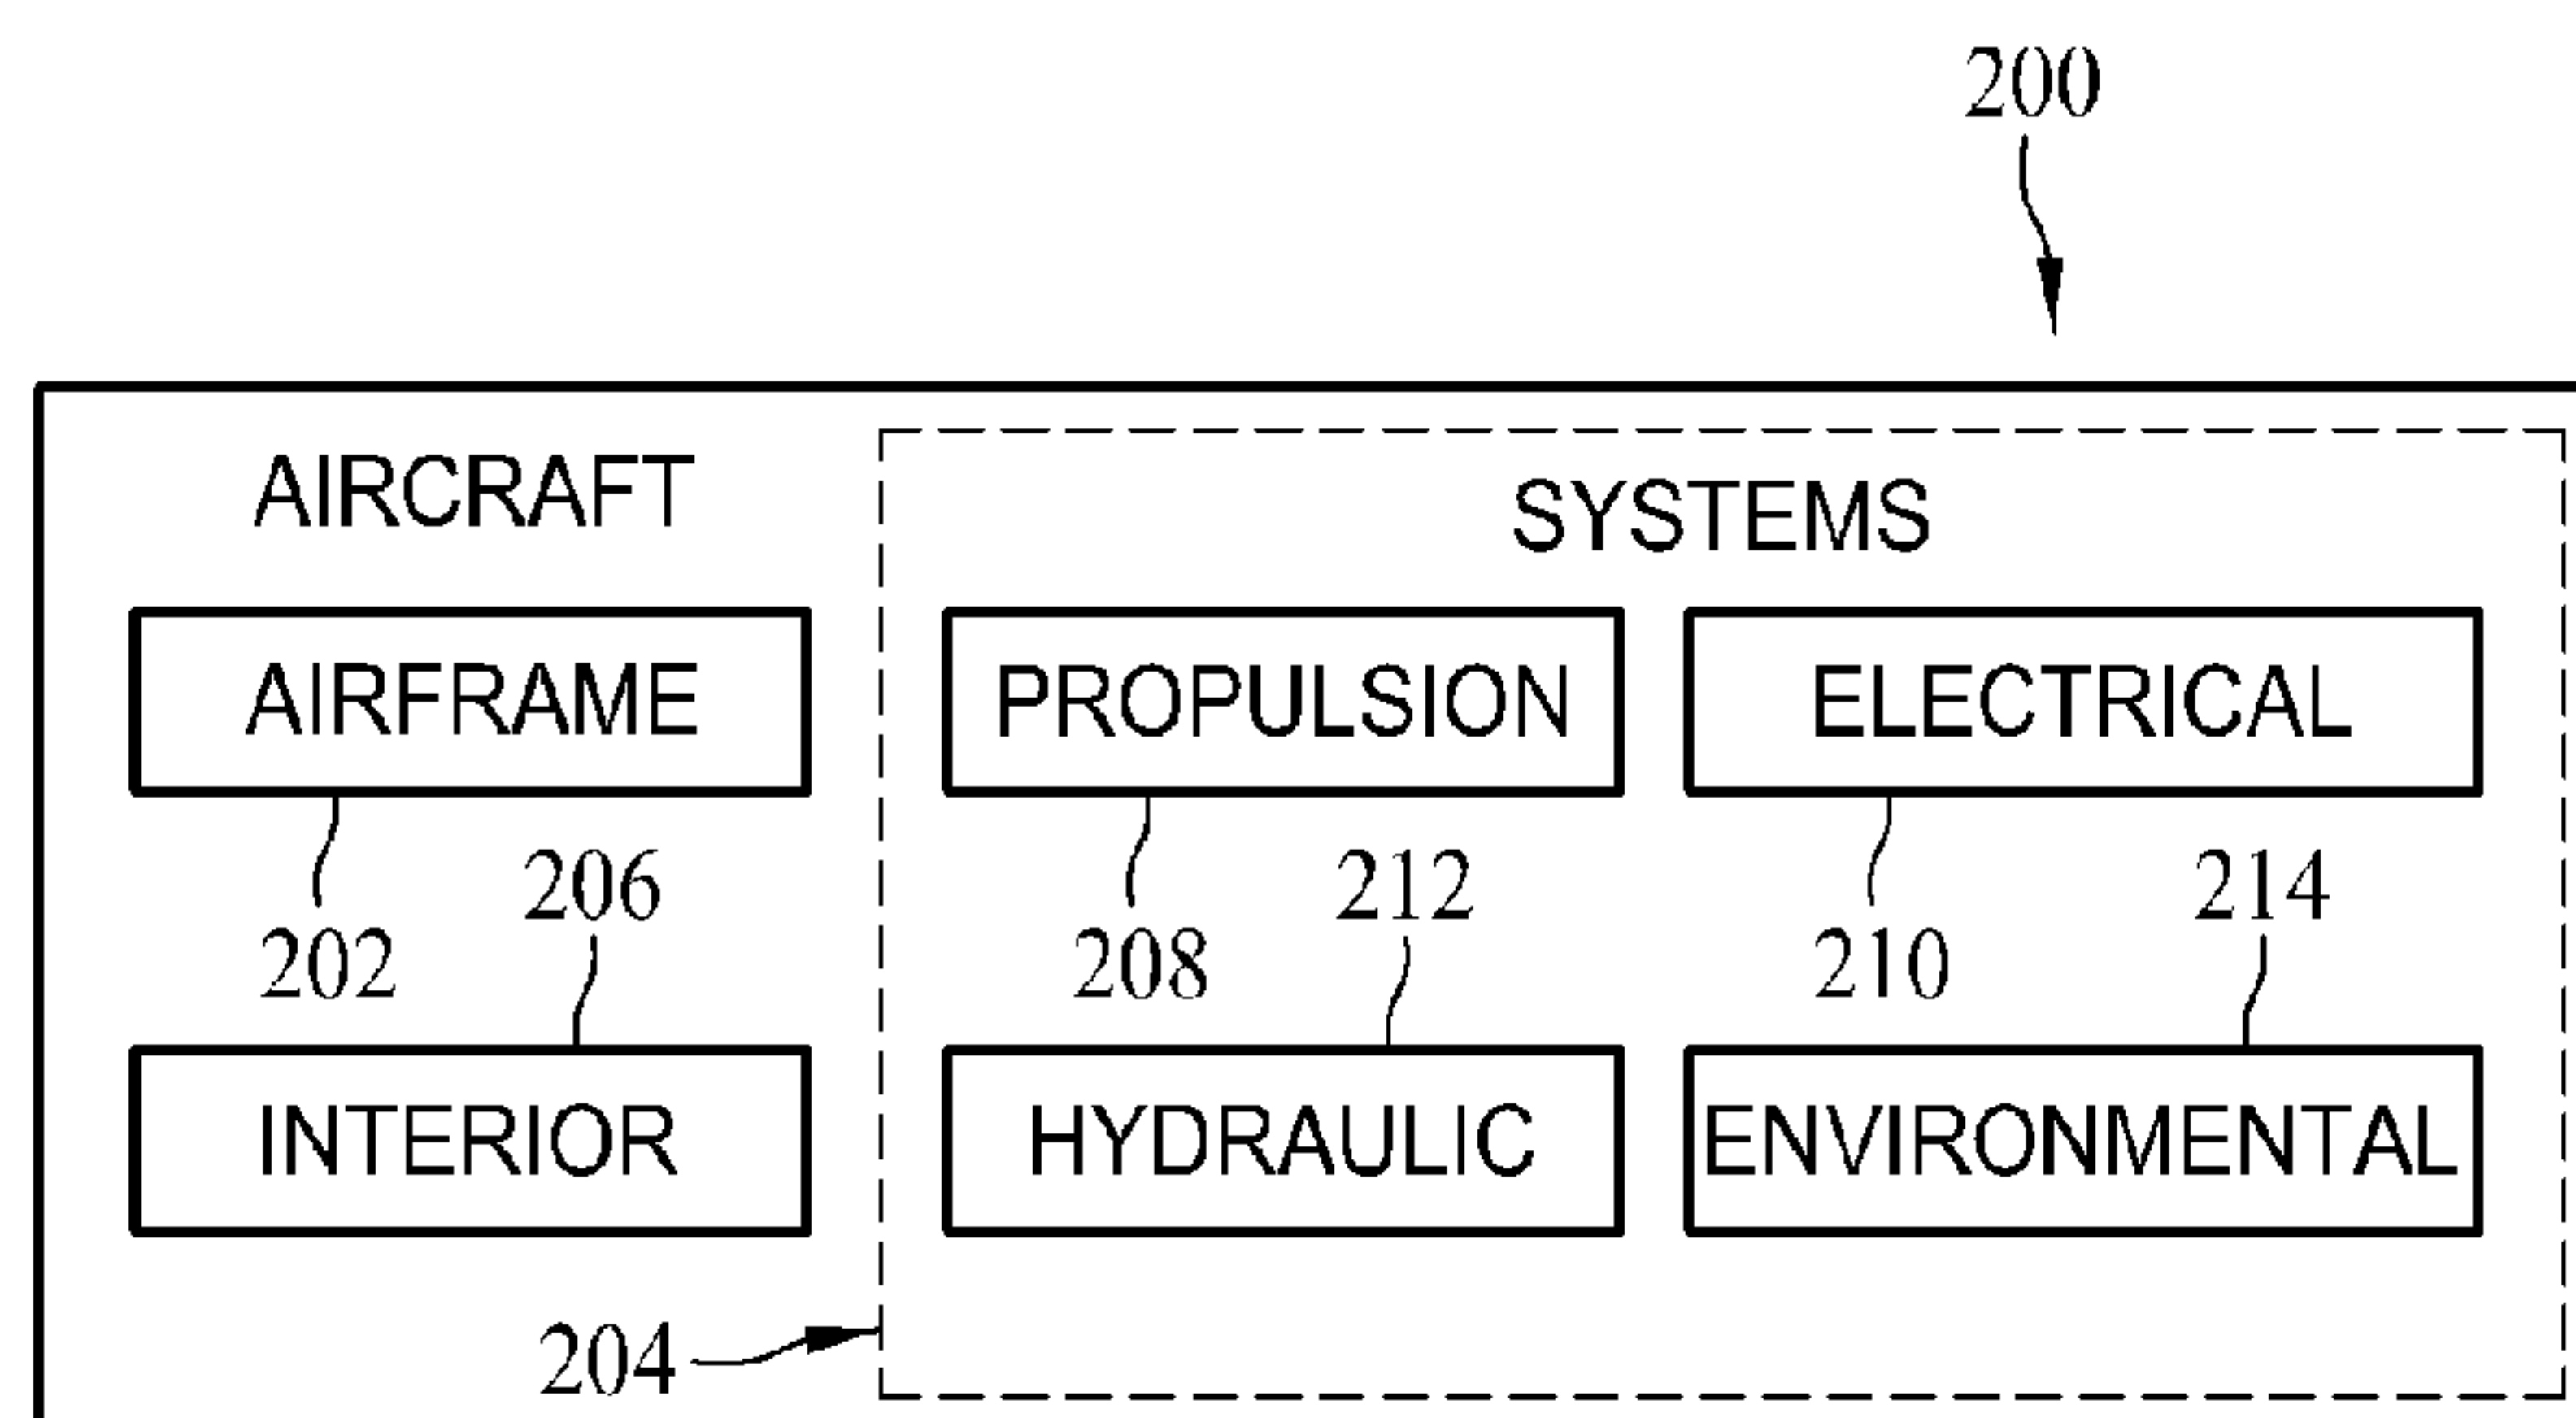 200
AIRCRAFT
SYSTEMS
AIRFRAME
PROPULSION
ELECTRICAL
206
212
214
202
208
210
INTERIOR
HYDRAULIC
ENVIRONMENTAL
204